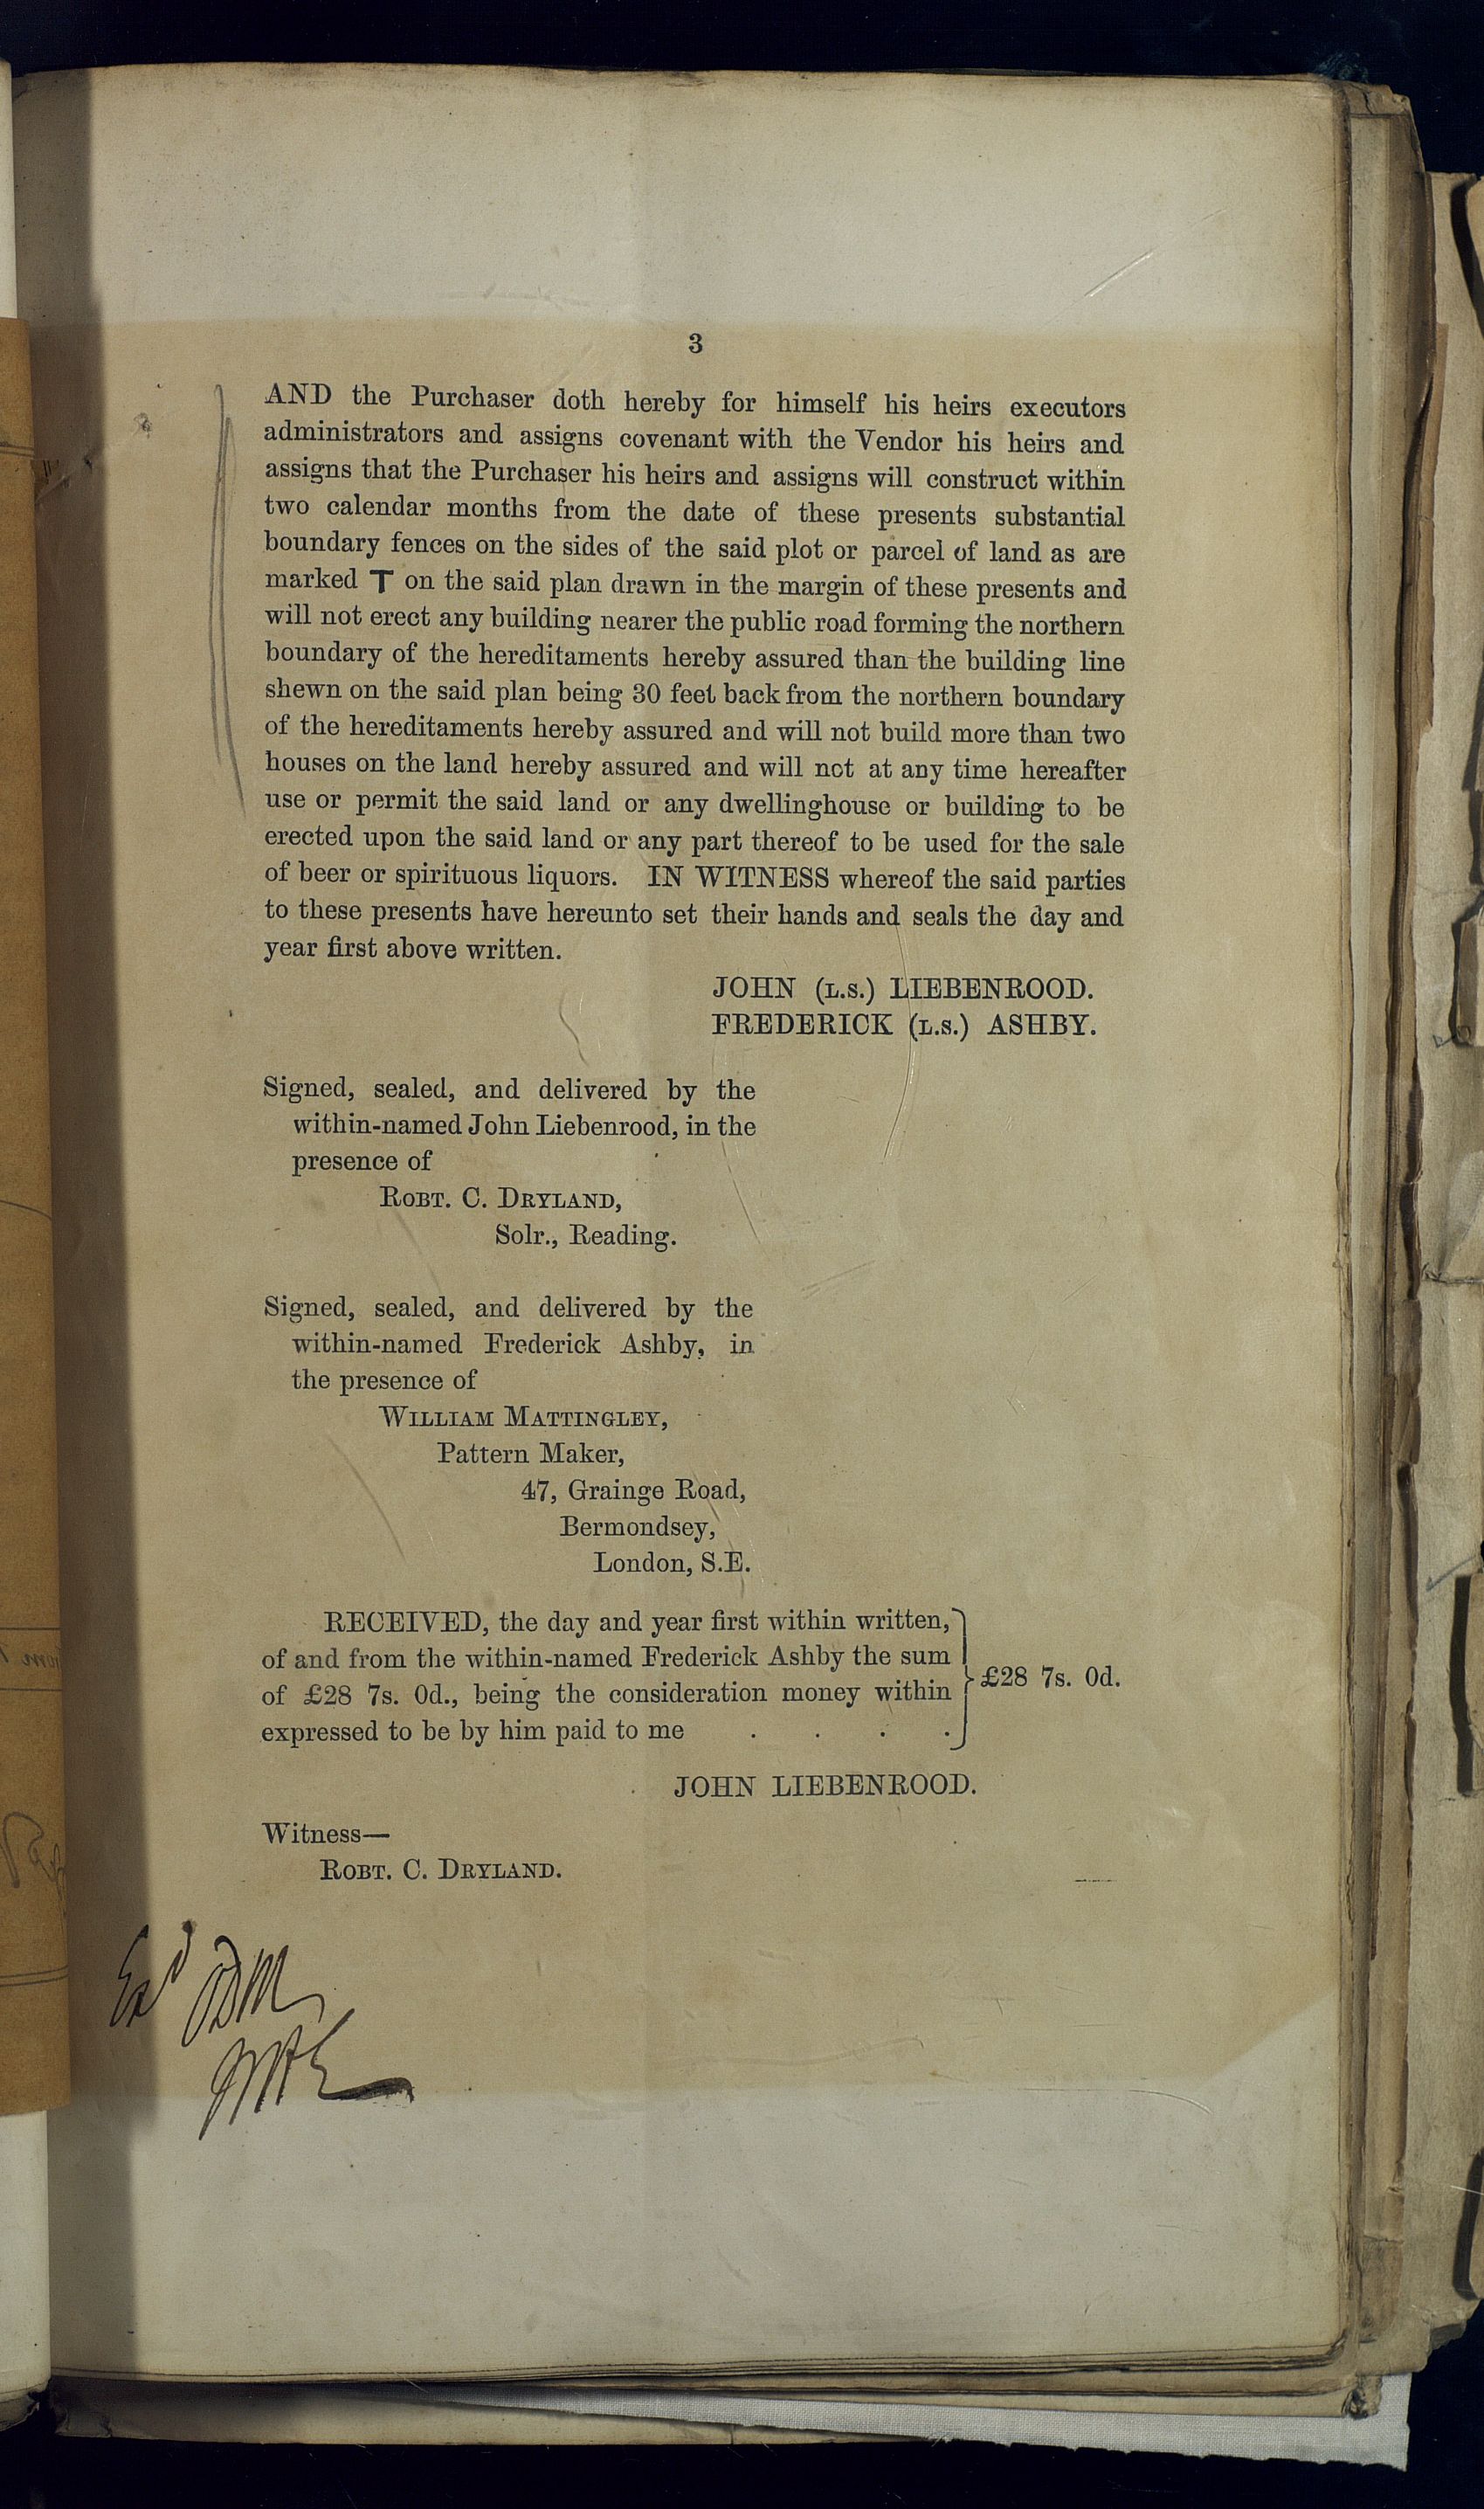 3
AND the Purchaser doth hereby for himself his heirs executors
administrators and assigns covenant with the Vendor his heirs and
assigns that the Purchaser his heirs and assigns will construct within
two calendar months from the date of these presents substantial
boundary fences on the sides of the said plot or parcel of land as are
marked T on the said plan drawn in the margin of these presents and
will not erect any building nearer the public road forming the northern
boundary of the hereditaments hereby assured than the building line
shewn on the said plan being 30 feet back from the northern boundary
of the hereditaments hereby assured and will not build more than two
houses on the land hereby assured and will not at any time hereafter
use or permit the said land or any dwellinghouse or building to be
erected upon the said land or any part thereof to be used for the sale
of beer or spirituous liquors. IN WITNESS whereof the said parties
to these presents have hereunto set their hands and seals the day and
year first above written.
JOHN (L.S.) LIEBENROOD.
FREDERICK (L.S.) ASHBY.
Signed, sealed, and delivered by the
within-named John Liebenrood, in the
presence of
ROBT. C. DRYLAND,
Solr., Reading.
Signed, sealed, and delivered by the
within-named Frederick Ashby, in
the presence of
WILLIAM MATTINGLEY,
Pattern Maker,
47, Grainge Road,
Bermondsey,
London, S.E.
RECEIVED, the day and year first within written,
of and from the within-named Frederick Ashby the sum
of £28 7s. 0d., being the consideration money within
expressed to be by him paid to me . . . .
£28 7s. 0d.
JOHN LIEBENROOD.
Witness—
ROBT. C. DRYLAND.
Exd